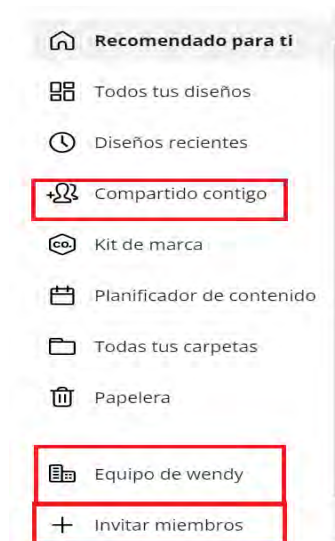 Recomendado para ti
Todos tus diseños
Diseños recientes
Compartido contigo
co. Kit de marca
Planificador de contenido
Todas tus carpetas
Papelera
Equipo de wendy
+ Invitar miembros